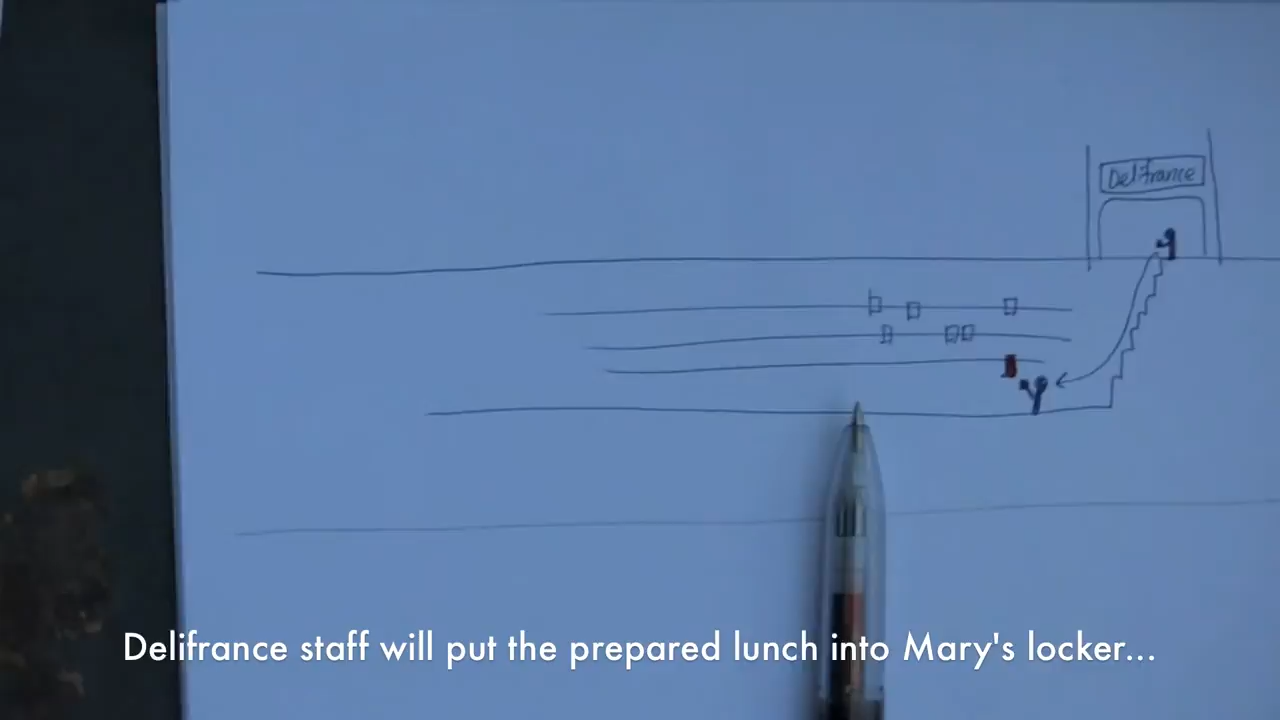 Delifrance
Delifrance staff will put the prepared lunch into Mary's locker...